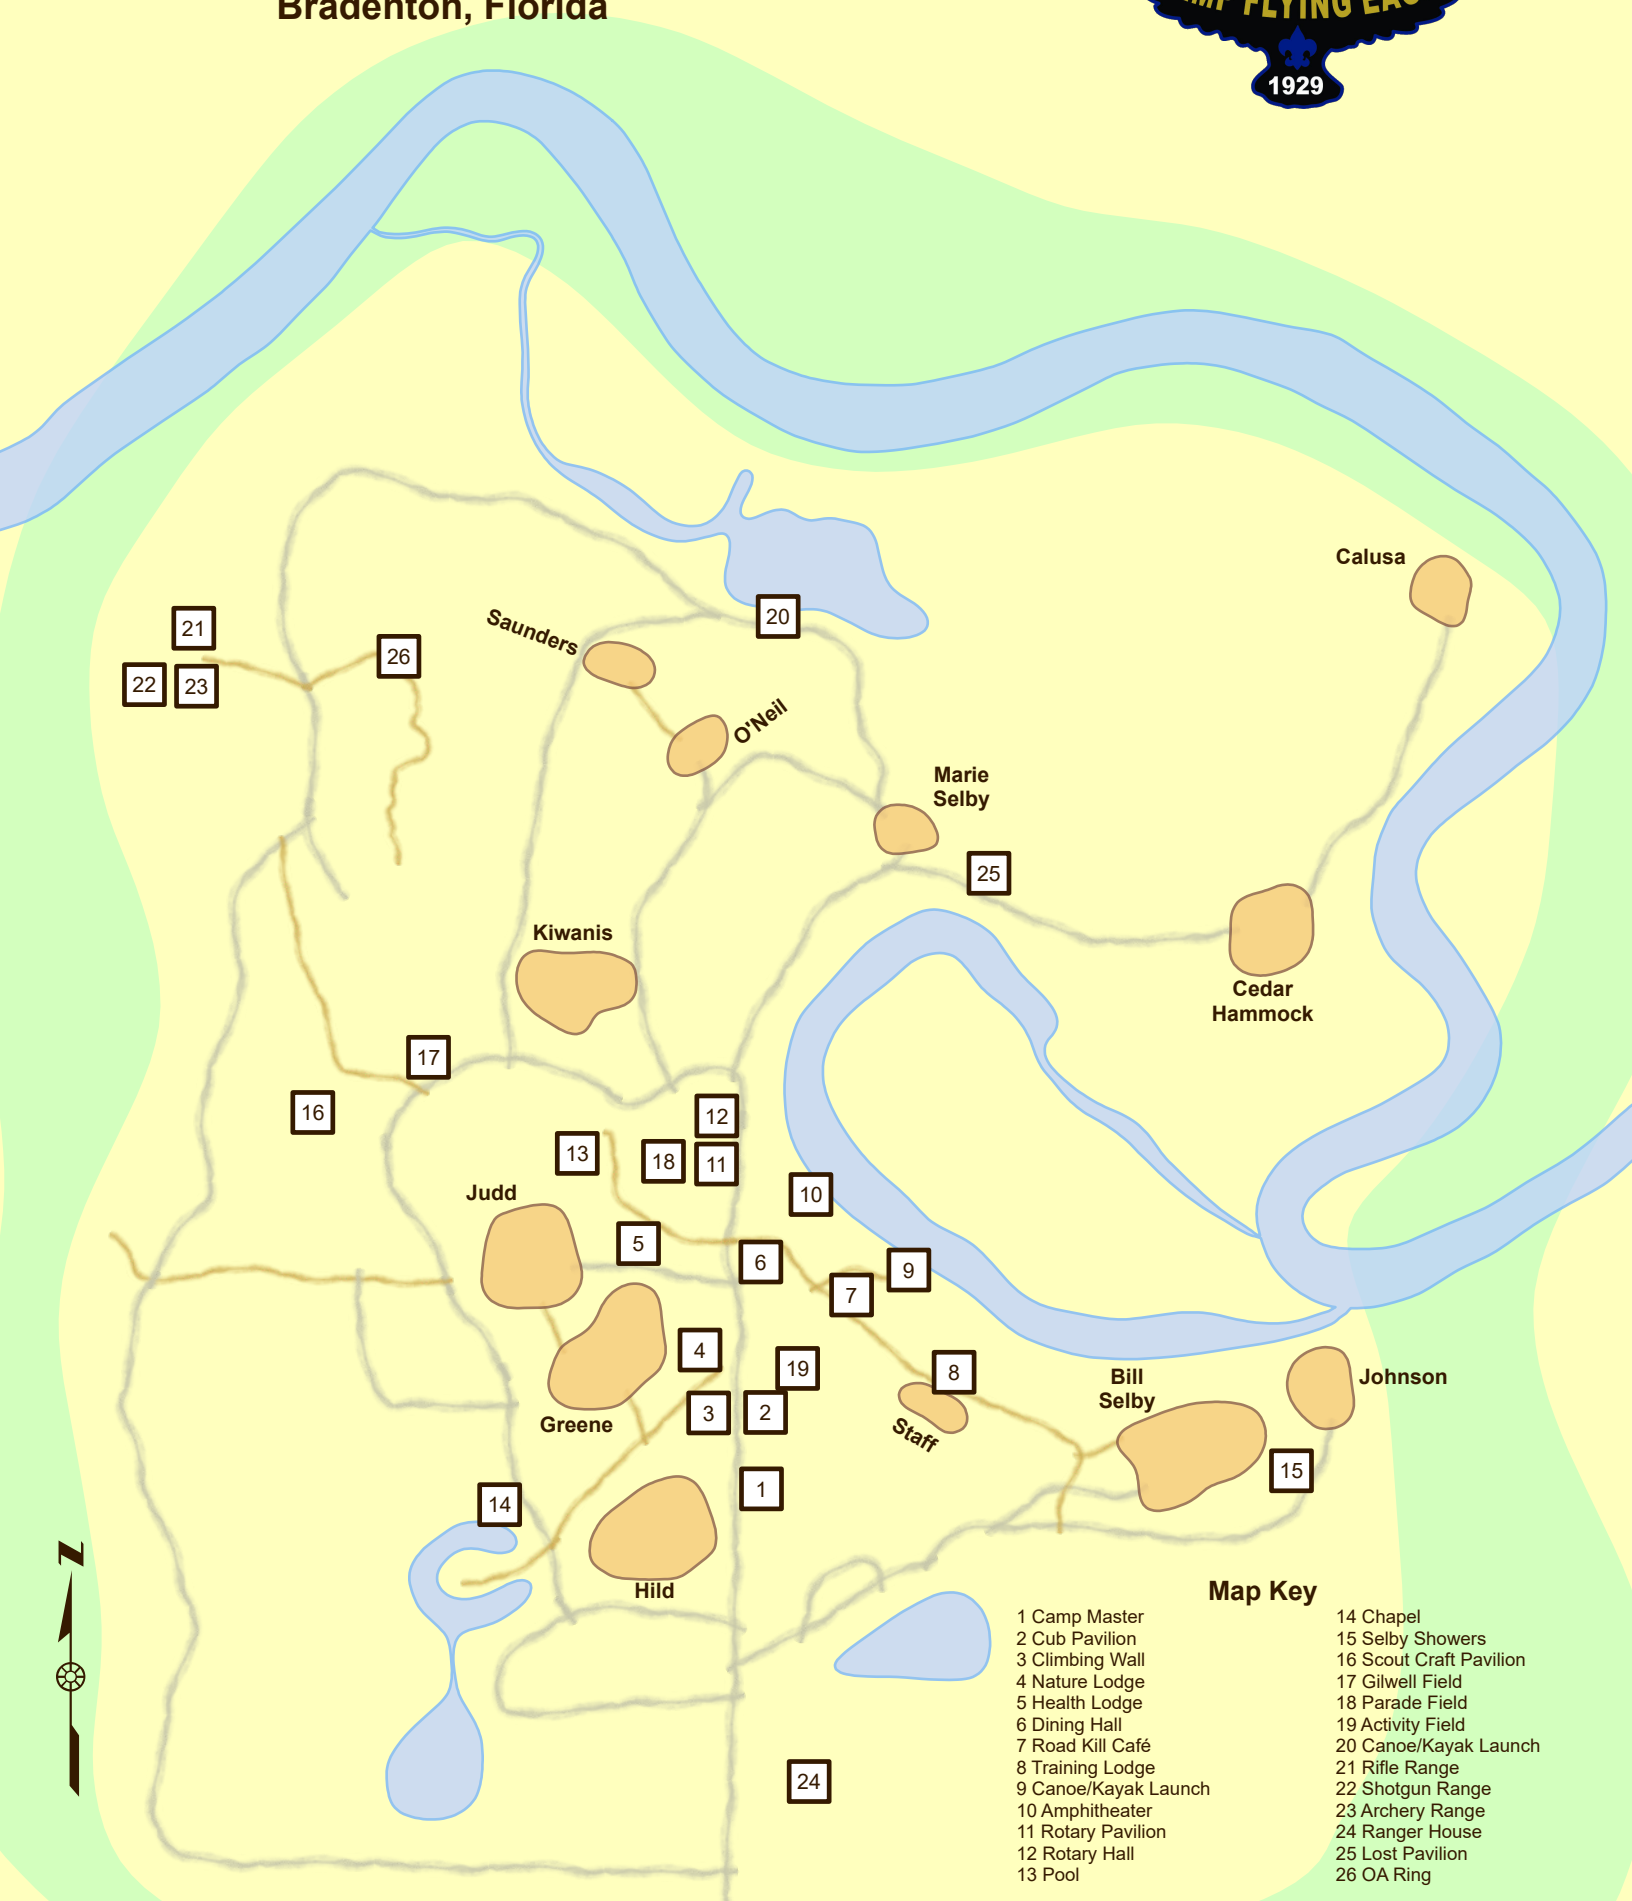 Bradenton, Florida
FLYING
1929
Calusa
Saunders
20
21
26
22
23
O'Neil
Marie
Selby
25
Kiwanis
Cedar
Hammock
17
16
12
13
18
11
Judd
10
5
6
9
7
4
19
8
Bill
Selby
Johnson
3
2
Greene
Staff
15
1
14
Hild
N
24
Map Key
1 Camp Master
2 Cub Pavilion
3 Climbing Wall
4 Nature Lodge
5 Health Lodge
6 Dining Hall
7 Road Kill Café
8 Training Lodge
9 Canoe/Kayak Launch
10 Amphitheater
11 Rotary Pavilion
12 Rotary Hall
13 Pool
14 Chapel
15 Selby Showers
16 Scout Craft Pavilion
17 Gilwell Field
18 Parade Field
19 Activity Field
20 Canoe/Kayak Launch
21 Rifle Range
22 Shotgun Range
23 Archery Range
24 Ranger House
25 Lost Pavilion
26 OA Ring